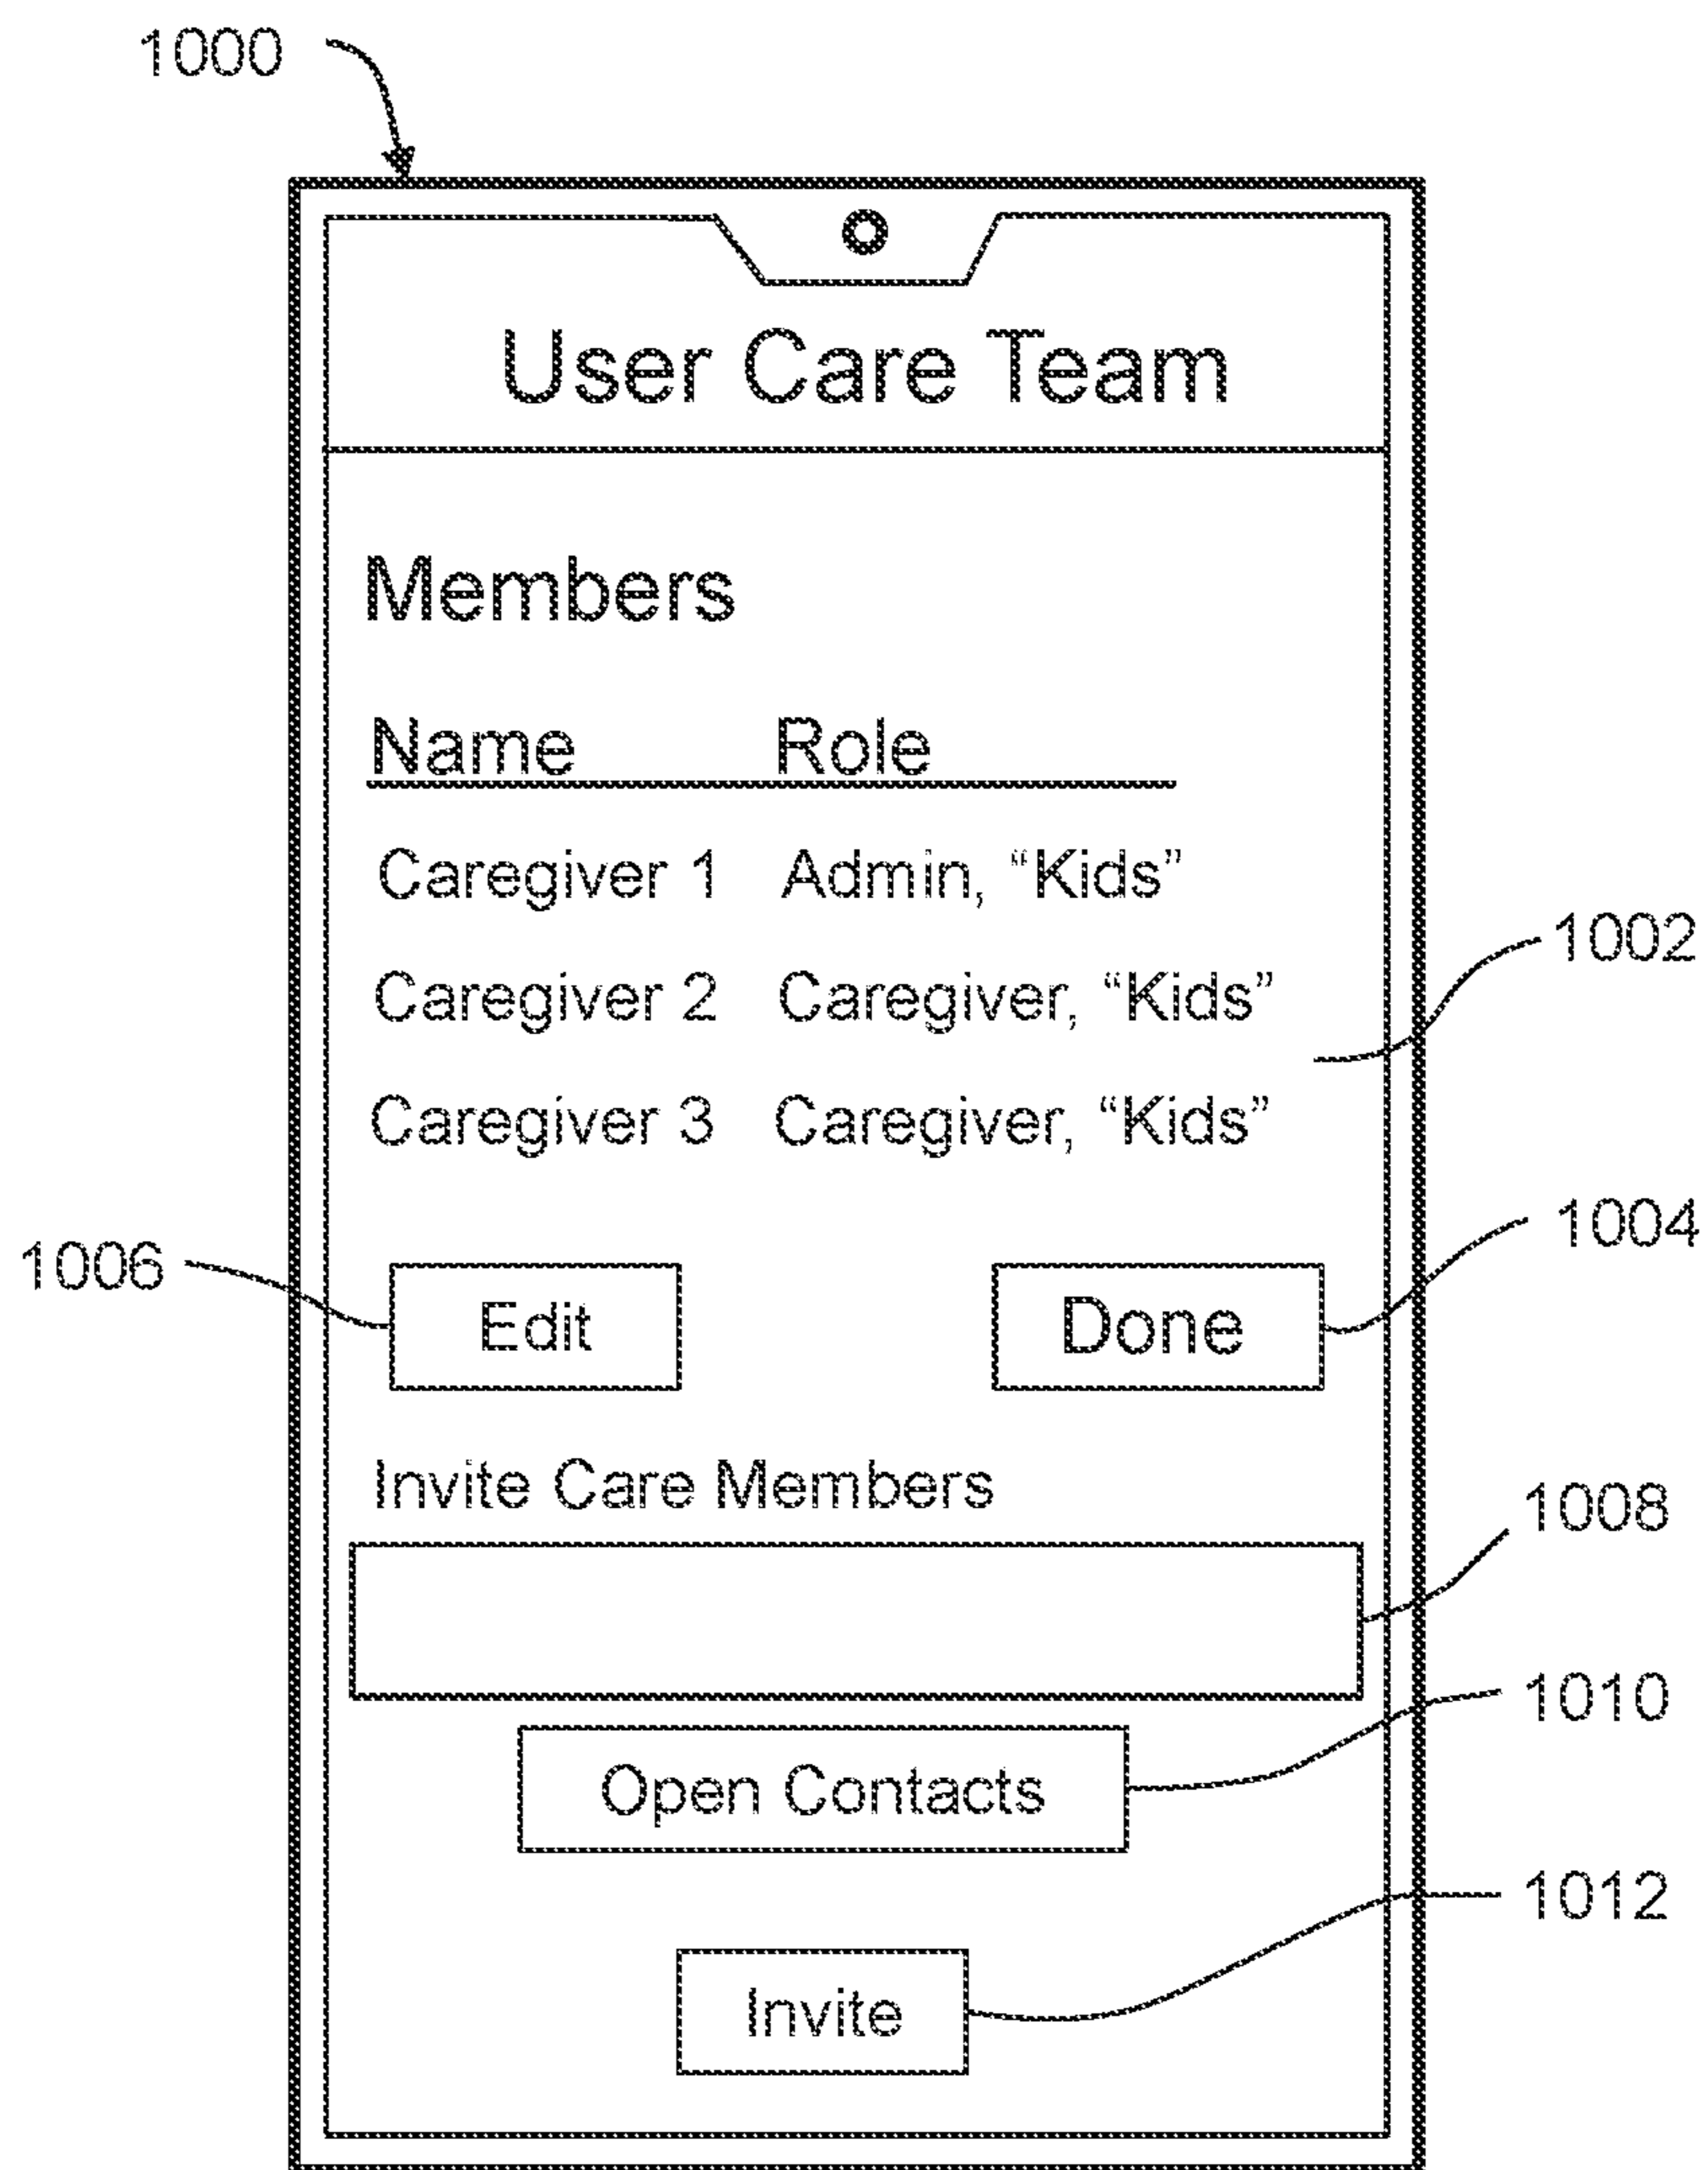 1000
User Care Team
Members
Name Role
Caregiver 1 Admin, “Kids”
1002
Caregiver 2 Caregiver, “Kids”
Caregiver 3 Caregiver, “Kids”
1004
1006
Edit Done
Invite Care Members
1008
1010
Open Contacts
1012
Invite